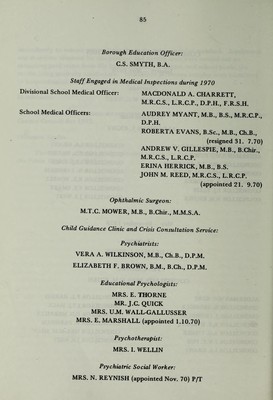 85
Borough Education Officer:
C.S. SMYTH, B.A.
Staff Engaged in Medical Inspections during 1970
Divisional School Medical Officer: MACDONALD A. CHARRETT,
M.R.C.S., L.R.C.P., D.P.H., F.R.S.H.
School Medical Officers: AUDREY MYANT, M.B., B.S., M.R.C.P.,
D.P.H.
ROBERTA EVANS, B.Sc., M.B., Ch.B.,
(resigned 31. 7.70)
ANDREW V. GILLESPIE, M.B., B.Chir.,
M.R.C.S., L.R.C.P.
ERINA HERRICK, M.B., B.S.
JOHN M. REED, M.R.C.S., L.R.C.P.
(appointed 21. 9.70)
Ophthalmic Surgeon:
M.T.C. MOWER, M.B., B.Chir., M.M.S.A.
Child Guidance Clinic and Crisis Consultation Service:
Psychiatrists:
VERA A. WILKINSON, M.B., Ch.B., D.P.M.
ELIZABETH F. BROWN, B.M., B.Ch., D.P.M.
Educational Psychologists:
MRS. E. THORNE
MR. J.C. QUICK
MRS. U.M. WALL-GALLUSSER
MRS. E. MARSHALL (appointed 1.10.70)
Psychotherapist:
MRS. I. WELLIN
Psychiatric Social Worker:
MRS. N. REYNISH (appointed Nov. 70) P/T